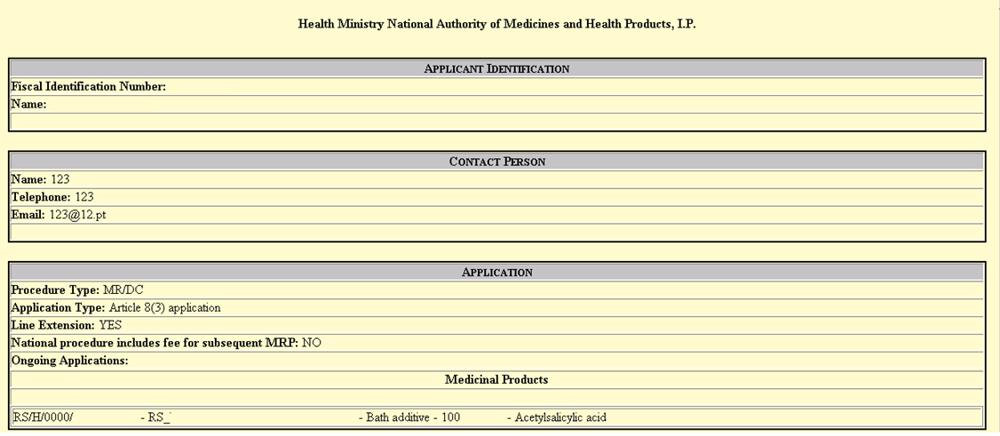 Health Ministry National Authority of Medicines and Health Products, I.P.
APPLICANT IDENTIFICATION
Fiscal Identification Number:
Name:
CONTACT PERSON
Name: 123
Telephone: 123
Email: 123@12.pt
APPLICATION
Procedure Type: MR/DC
Application Type: Article 8(3) application
Line Extension: YES
National procedure includes fee for subsequent MRP: NO
Ongoing Applications:
Medicinal Products
RS/H/0000/ - RS_ - Bath additive - 100 - Acetylsalicylic acid